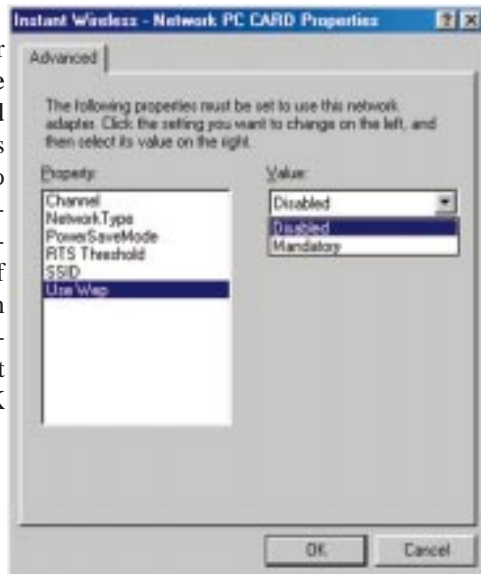 Instant Wireless - Network PC CARD Properties
Advanced
The following properties must be set to use this network
adapter. Click the setting you want to change on the left, and
then select its value on the right.
Property:
Channel
NetworkType
PowerSaveMode
RTS Threshold
SSID
Use Wep
Value:
Disabled
Disabled
Mandatory
OK
Cancel